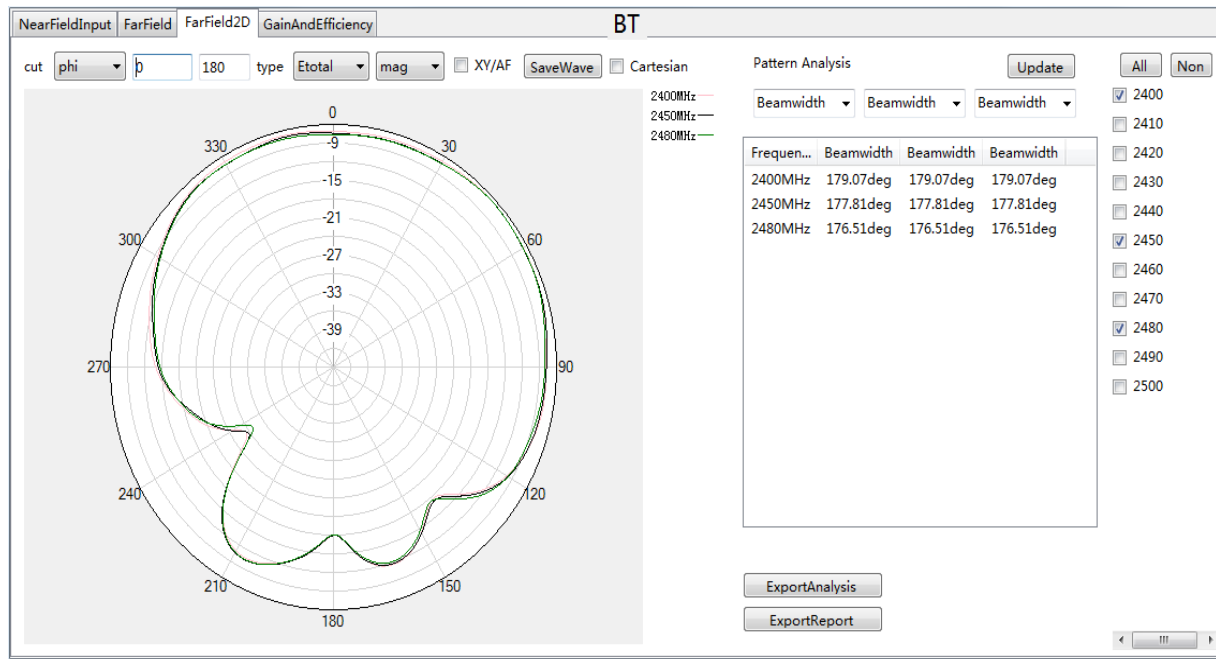 NearFieldInput FarField FarField2D GainAndEfficiency BT
cut phi 0 180 type Etotal mag XY/AF SaveWave Cartesian
Pattern Analysis Update All Non
2400MHz
2450MHz
2480MHz
Beamwidth Beamwidth Beamwidth
Frequen... Beamwidth Beamwidth Beamwidth
2400MHz 179.07deg 179.07deg 179.07deg
2450MHz 177.81deg 177.81deg 177.81deg
2480MHz 176.51deg 176.51deg 176.51deg
2400
2410
2420
2430
2440
2450
2460
2470
2480
2490
2500
0
330 -9 30
-15
-21
300 60
-27
-33
-39
270 90
240 120
210 150
180
ExportAnalysis
ExportReport